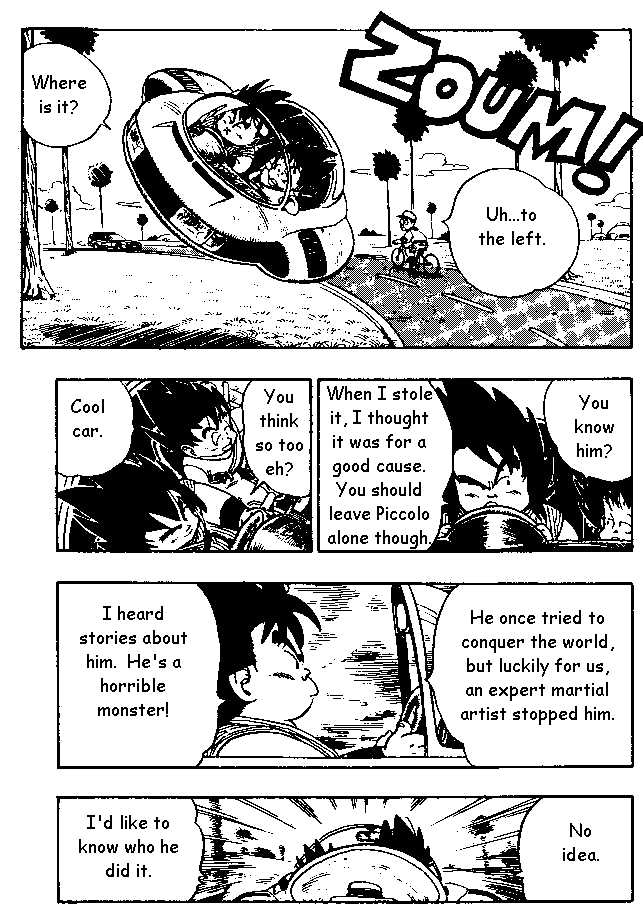 Where
is it?
ZOUM!
Uh...to
the left.
Cool
car.
You
think
so too
eh?
When I stole
it, I thought
it was for a
good cause.
You should
leave Piccolo
alone though.
You
know
him?
I heard
stories about
him. He's a
horrible
monster!
He once tried to
conquer the world,
but luckily for us,
an expert martial
artist stopped him.
I'd like to
know who he
did it.
No
idea.